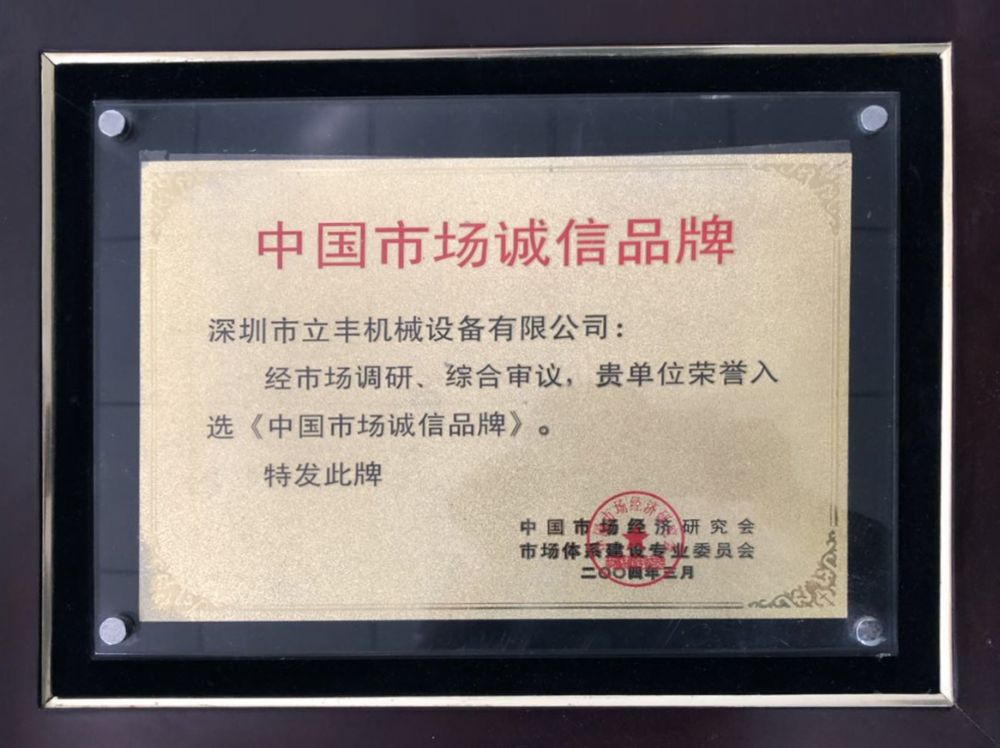 中国市场诚信品牌
深圳市立丰机械设备有限公司：
经市场调研、综合审议，贵单位荣誉入
选《中国市场诚信品牌》。
特发此牌
中国市场经济研究会
市场体系建设专业委员会
二〇〇四年三月